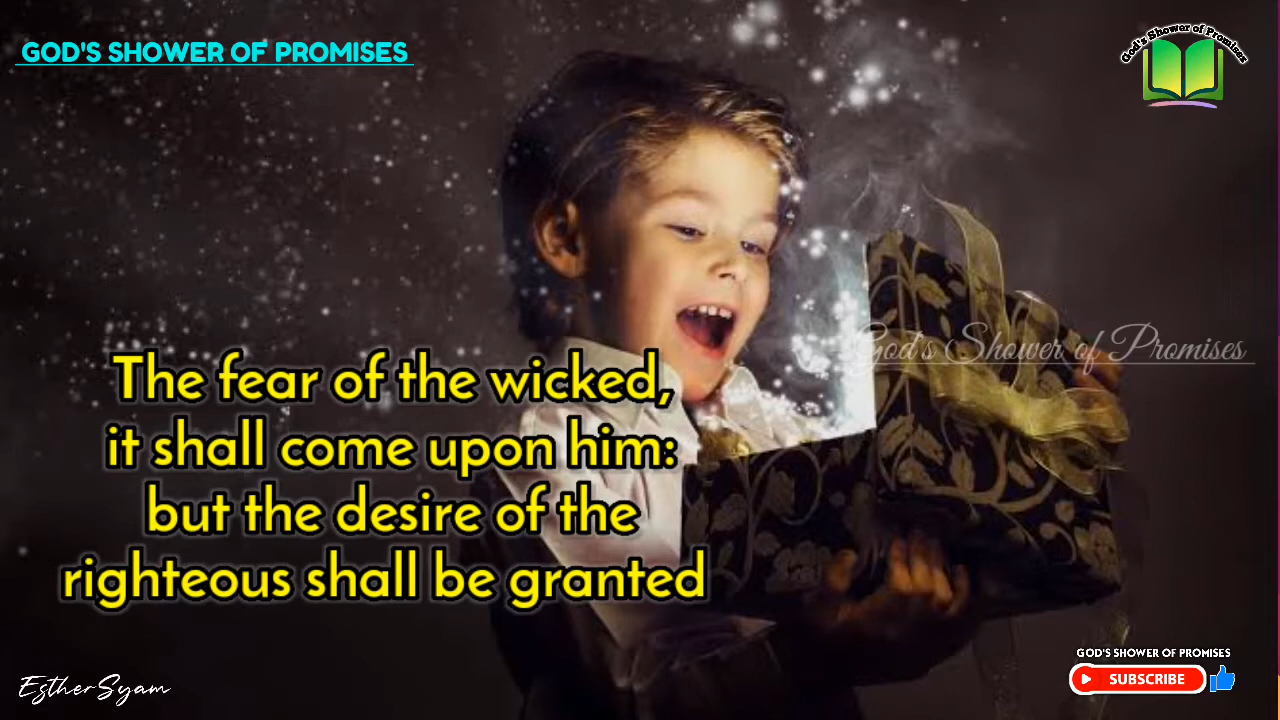 GOD'S SHOWER OF PROMISES
God's Shower of Promises
God's Shower of Promises
The fear of the wicked,
it shall come upon him:
but the desire of the
righteous shall be granted
EstherSyam
GOD'S SHOWER OF PROMISES
SUBSCRIBE